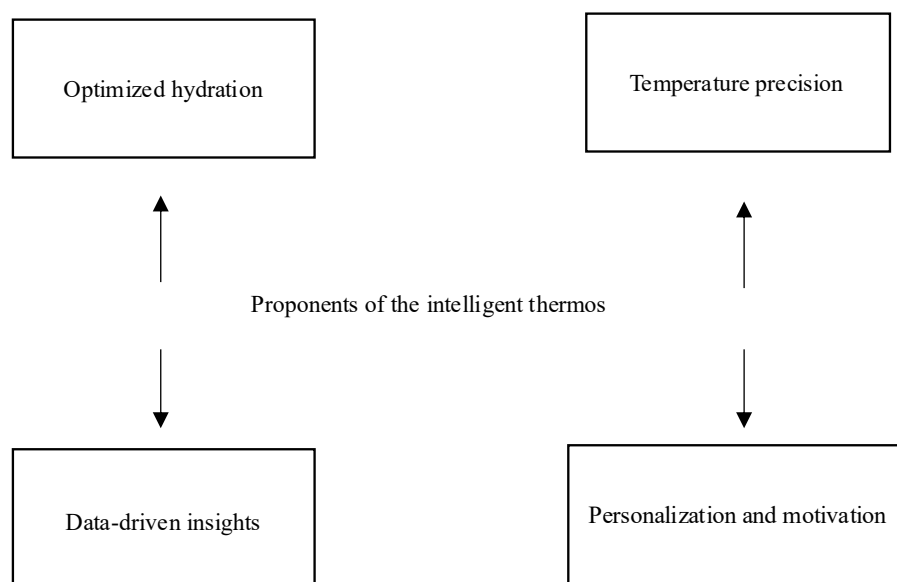 Optimized hydration
Temperature precision
Proponents of the intelligent thermos
Data-driven insights
Personalization and motivation